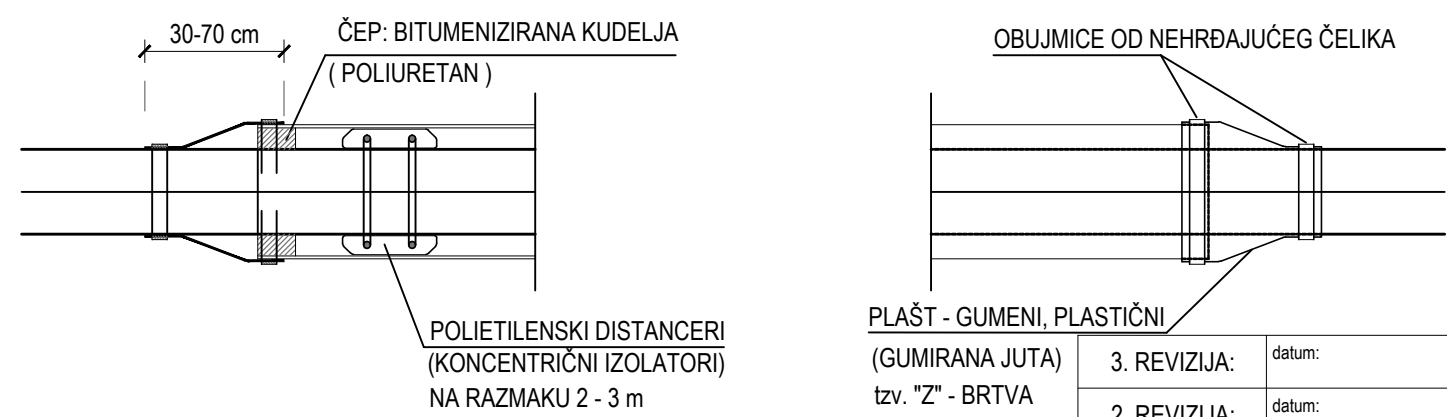 30-70 cm
ČEP: BITUMENIZIRANA KUDELJA
( POLIURETAN )
POLIETILENSKI DISTANCERI
(KONCENTRIČNI IZOLATORI)
NA RAZMAKU 2 - 3 m
OBUJMICE OD NEHRĐAJUĆEG ČELIKA
PLAŠT - GUMENI, PLASTIČNI
(GUMIRANA JUTA)
tzv. "Z" - BRTVA
3. REVIZIJA: datum:
2. REVIZIJA: datum: